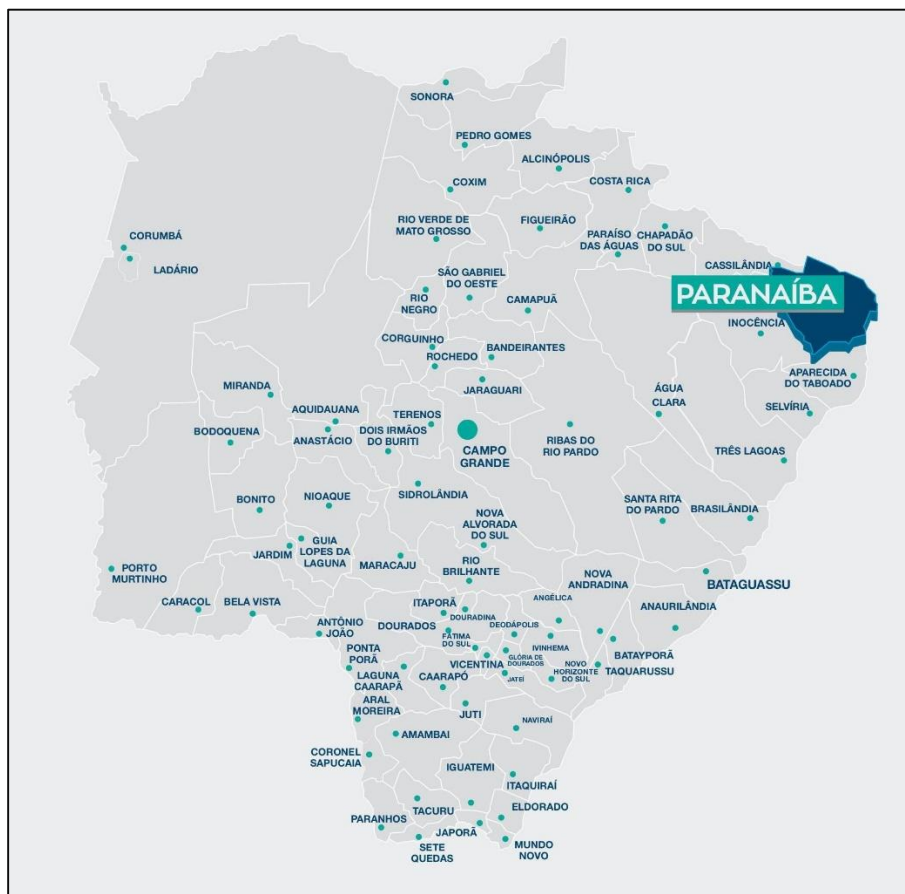 SONORA
PEDRO GOMES
ALCINÓPOLIS
COXIM
COSTA RICA
RIO VERDE DE
MATO GROSSO
FIGUEIRÃO
PARAÍSO
DAS ÁGUAS
CHAPADÃO
DO SUL
CORUMBÁ
LADÁRIO
CASSILÂNDIA
SÃO GABRIEL
DO OESTE
PARANAÍBA
RIO
NEGRO
CAMAPUÃ
INOCÊNCIA
CORGUINHO
ROCHEDO
BANDEIRANTES
APARECIDA
DO TABOADO
MIRANDA
JARAGUARI
ÁGUA
CLARA
AQUIDAUANA
TERENOS
SELVÍRIA
BODOQUENA
ANASTÁCIO
DOIS IRMÃOS
DO BURITI
CAMPO
GRANDE
RIBAS DO
RIO PARDO
TRÊS LAGOAS
SIDROLÂNDIA
BONITO
NIOAQUE
SANTA RITA
DO PARDO
BRASILÂNDIA
NOVA
ALVORADA
DO SUL
JARDIM
GUIA
LOPES DA
LAGUNA
MARACAJU
RIO
BRILHANTE
PORTO
MURTINHO
NOVA
ANDRADINA
BATAGUASSU
CARACOL
BELA VISTA
ANGÉLICA
ANAURILÂNDIA
ITAPORÃ
DOURADINA
ANTÔNIO
JOÃO
DOURADOS
DEODÁPOLIS
FÁTIMA
DO SUL
IVINHEMA
BATAYPORÃ
PONTA
PORÃ
VICENTINA
GLÓRIA DE
DOURADOS
NOVO
HORIZONTE
DO SUL
TAQUARUSSU
LAGUNA
CAARAPÃ
CAARAPÓ
JATEÍ
ARAL
MOREIRA
JUTI
NAVIRAÍ
AMAMBAI
CORONEL
SAPUCAIA
IGUATEMI
ITAQUIRAÍ
PARANHOS
TACURU
ELDORADO
JAPORÃ
SETE
QUEDAS
MUNDO
NOVO